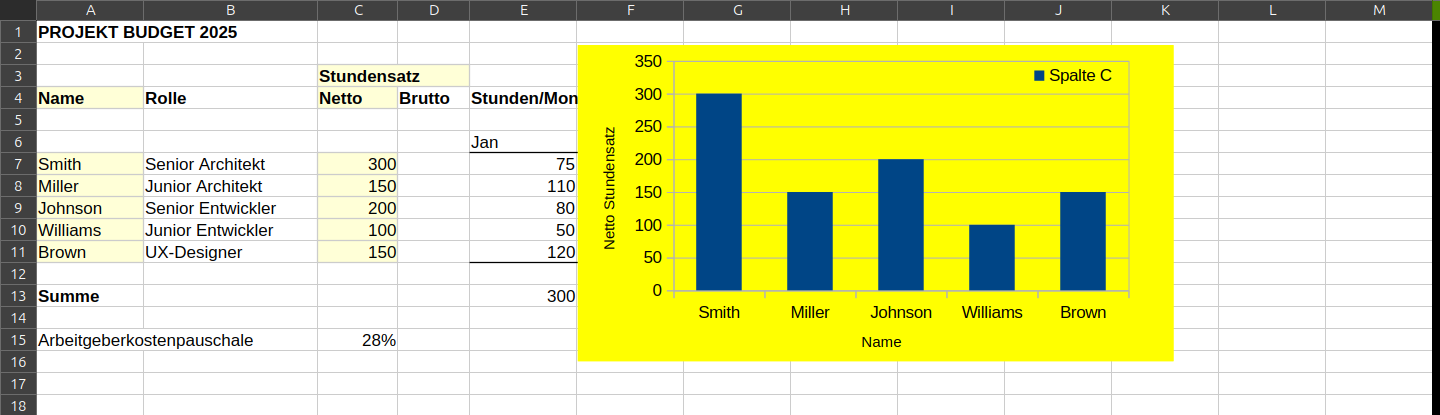 A B C D E F G H I J K L M
1 PROJEKT BUDGET 2025
2
3 Stundensatz
4 Name Rolle Netto Brutto Stunden/Mon
5
6 Jan
7 Smith Senior Architekt 300 75
8 Miller Junior Architekt 150 110
9 Johnson Senior Entwickler 200 80
10 Williams Junior Entwickler 100 50
11 Brown UX-Designer 150 120
12
13 Summe 300
14
15 Arbeitgeberkostenpauschale 28%
16
17
18
Spalte C
Netto Stundensatz
350
300
250
200
150
100
50
0
Smith Miller Johnson Williams Brown
Name